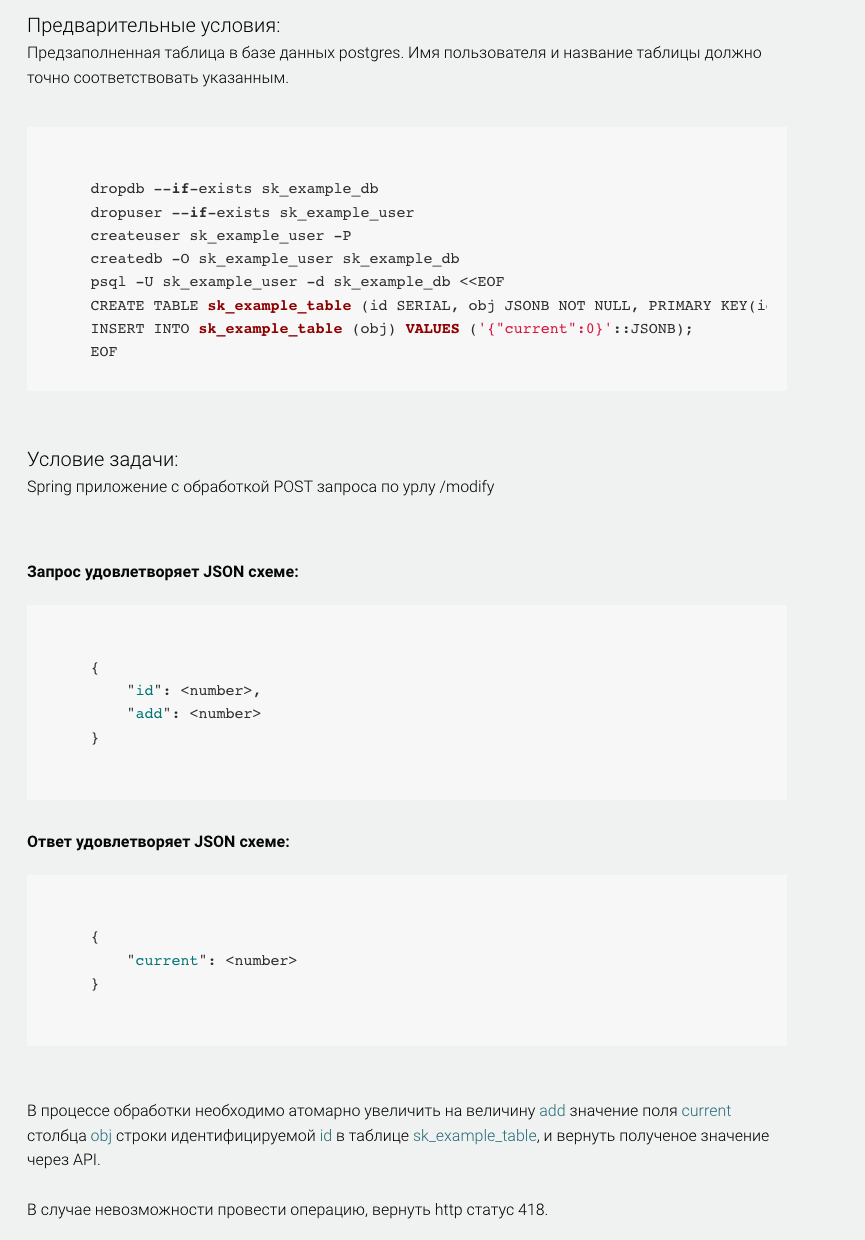 Предварительные условия:
Предзаполненная таблица в базе данных postgres. Имя пользователя и название таблицы должно
точно соответствовать указанным.
dropdb --if-exists sk_example_db
dropuser --if-exists sk_example_user
createuser sk_example_user -P
createdb -O sk_example_user sk_example_db
psql -U sk_example_user -d sk_example_db <<EOF
CREATE TABLE sk_example_table (id SERIAL, obj JSONB NOT NULL, PRIMARY KEY(i
INSERT INTO sk_example_table (obj) VALUES ('{"current":0}'::JSONB);
EOF
Условие задачи:
Spring приложение с обработкой POST запроса по урлу /modify
Запрос удовлетворяет JSON схеме:
{
"id": <number>,
"add": <number>
}
Ответ удовлетворяет JSON схеме:
{
"current": <number>
}
В процессе обработки необходимо атомарно увеличить на величину add значение поля current
столбца obj строки идентифицируемой id в таблице sk_example_table, и вернуть полученое значение
через API.
В случае невозможности провести операцию, вернуть http статус 418.